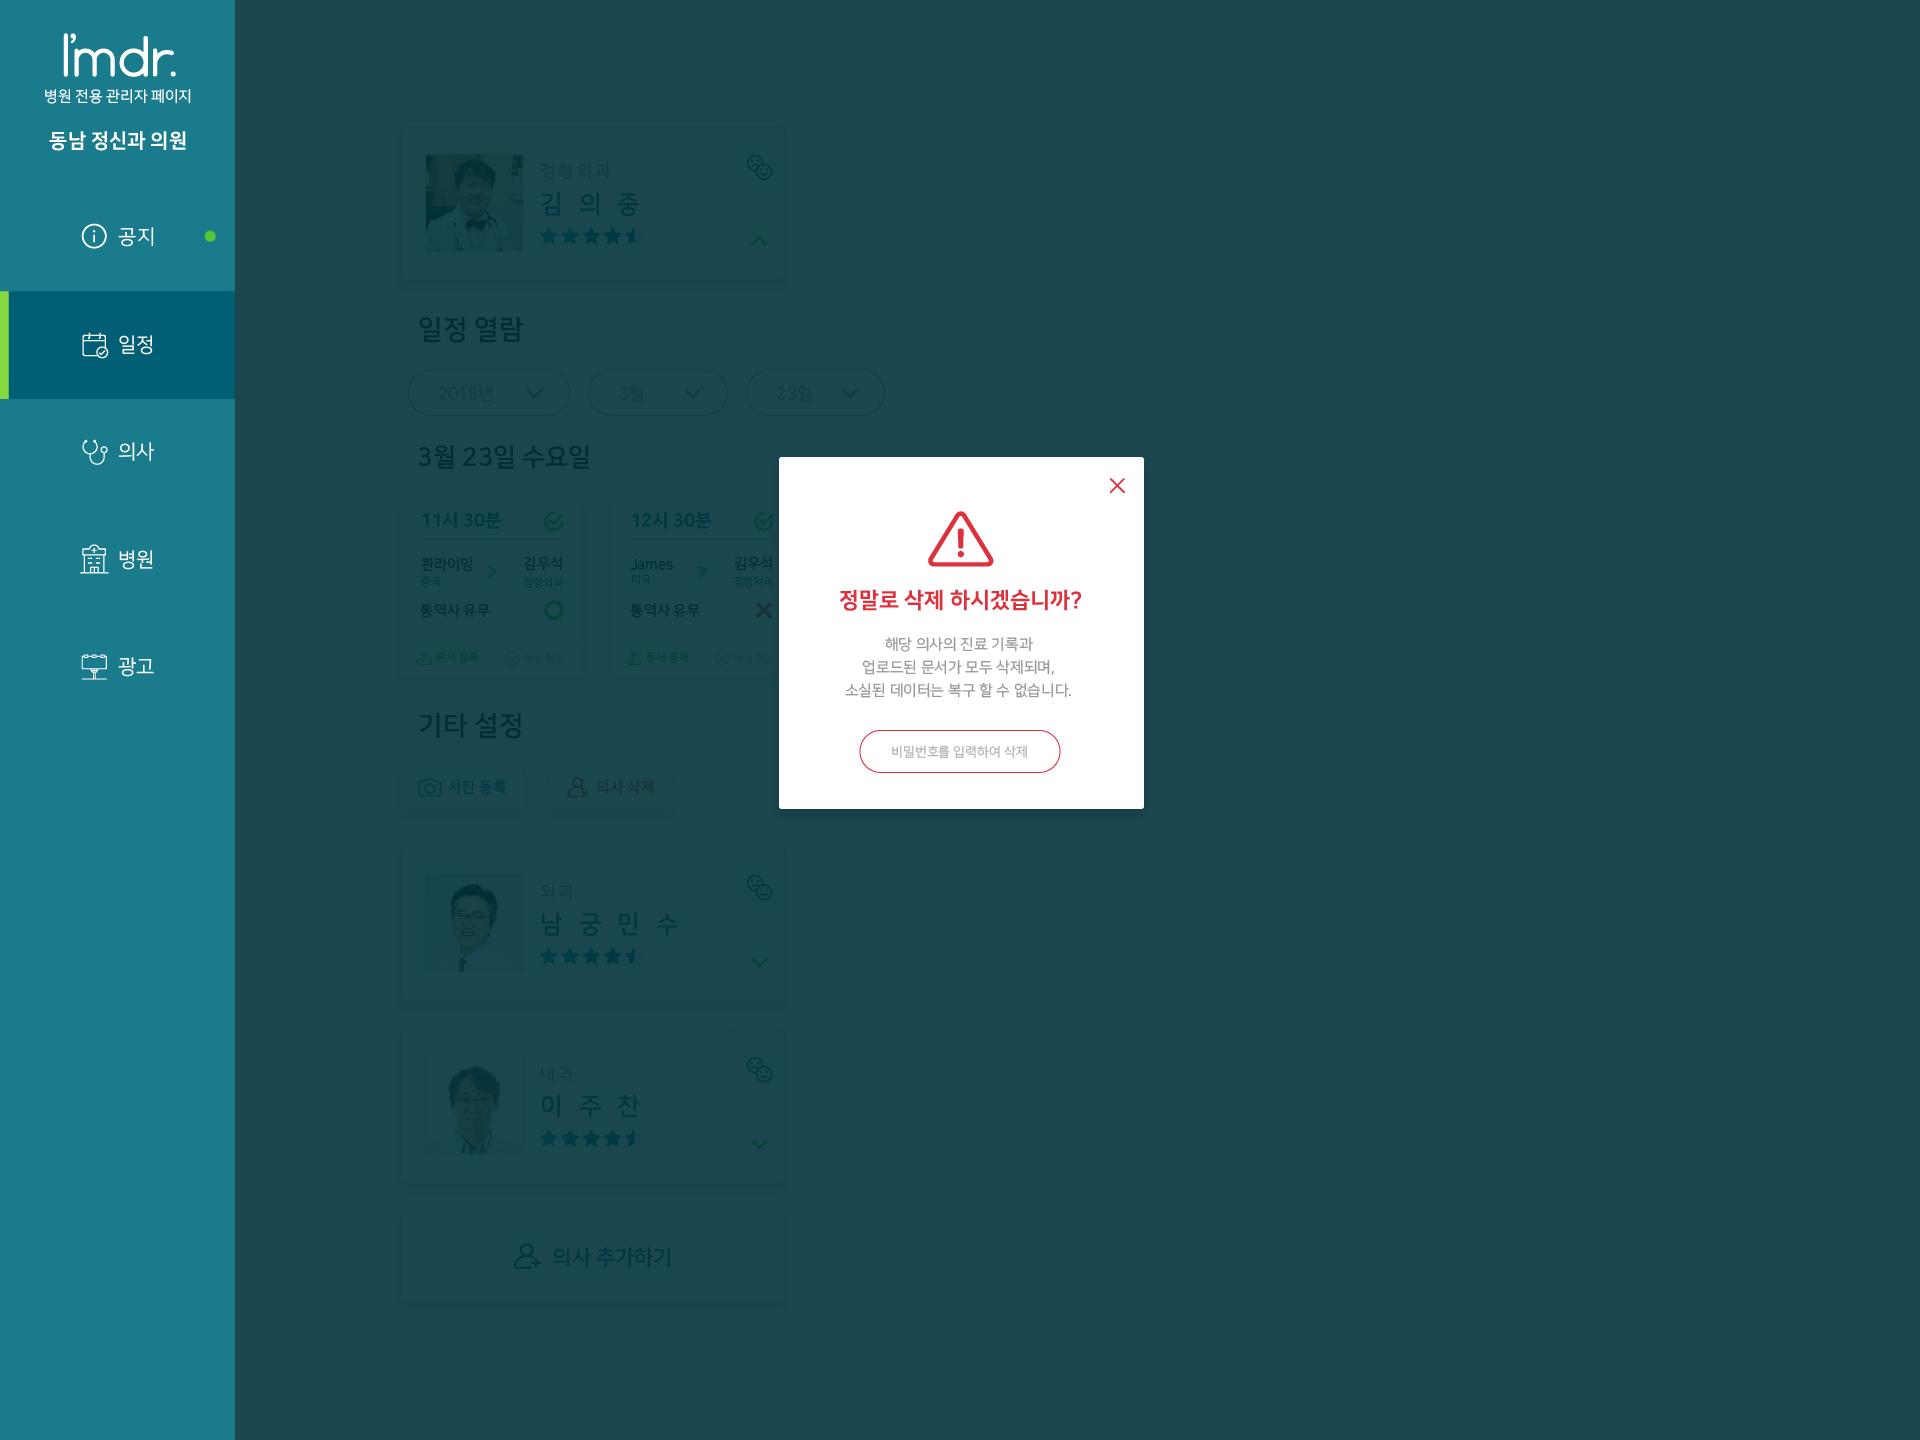 I'mdr.
병원 전용 관리자 페이지
동남 정신과 의원
공지
일정
의사
병원
광고
정형외과
김 의 중
일정 열람
2018년
3월
23일
3월 23일 수요일
11시 30분
콴라이밍
중국
김우석
정형외과
통역사 유무
문서 등록
예약 취소
12시 30분
James
미국
김우석
정형외과
통역사 유무
문서 등록
예약 취소
기타 설정
사진 등록
의사 삭제
외과
남 궁 민 수
내과
이 주 찬
의사 추가하기
정말로 삭제 하시겠습니까?
해당 의사의 진료 기록과
업로드된 문서가 모두 삭제되며,
소실된 데이터는 복구 할 수 없습니다.
비밀번호를 입력하여 삭제